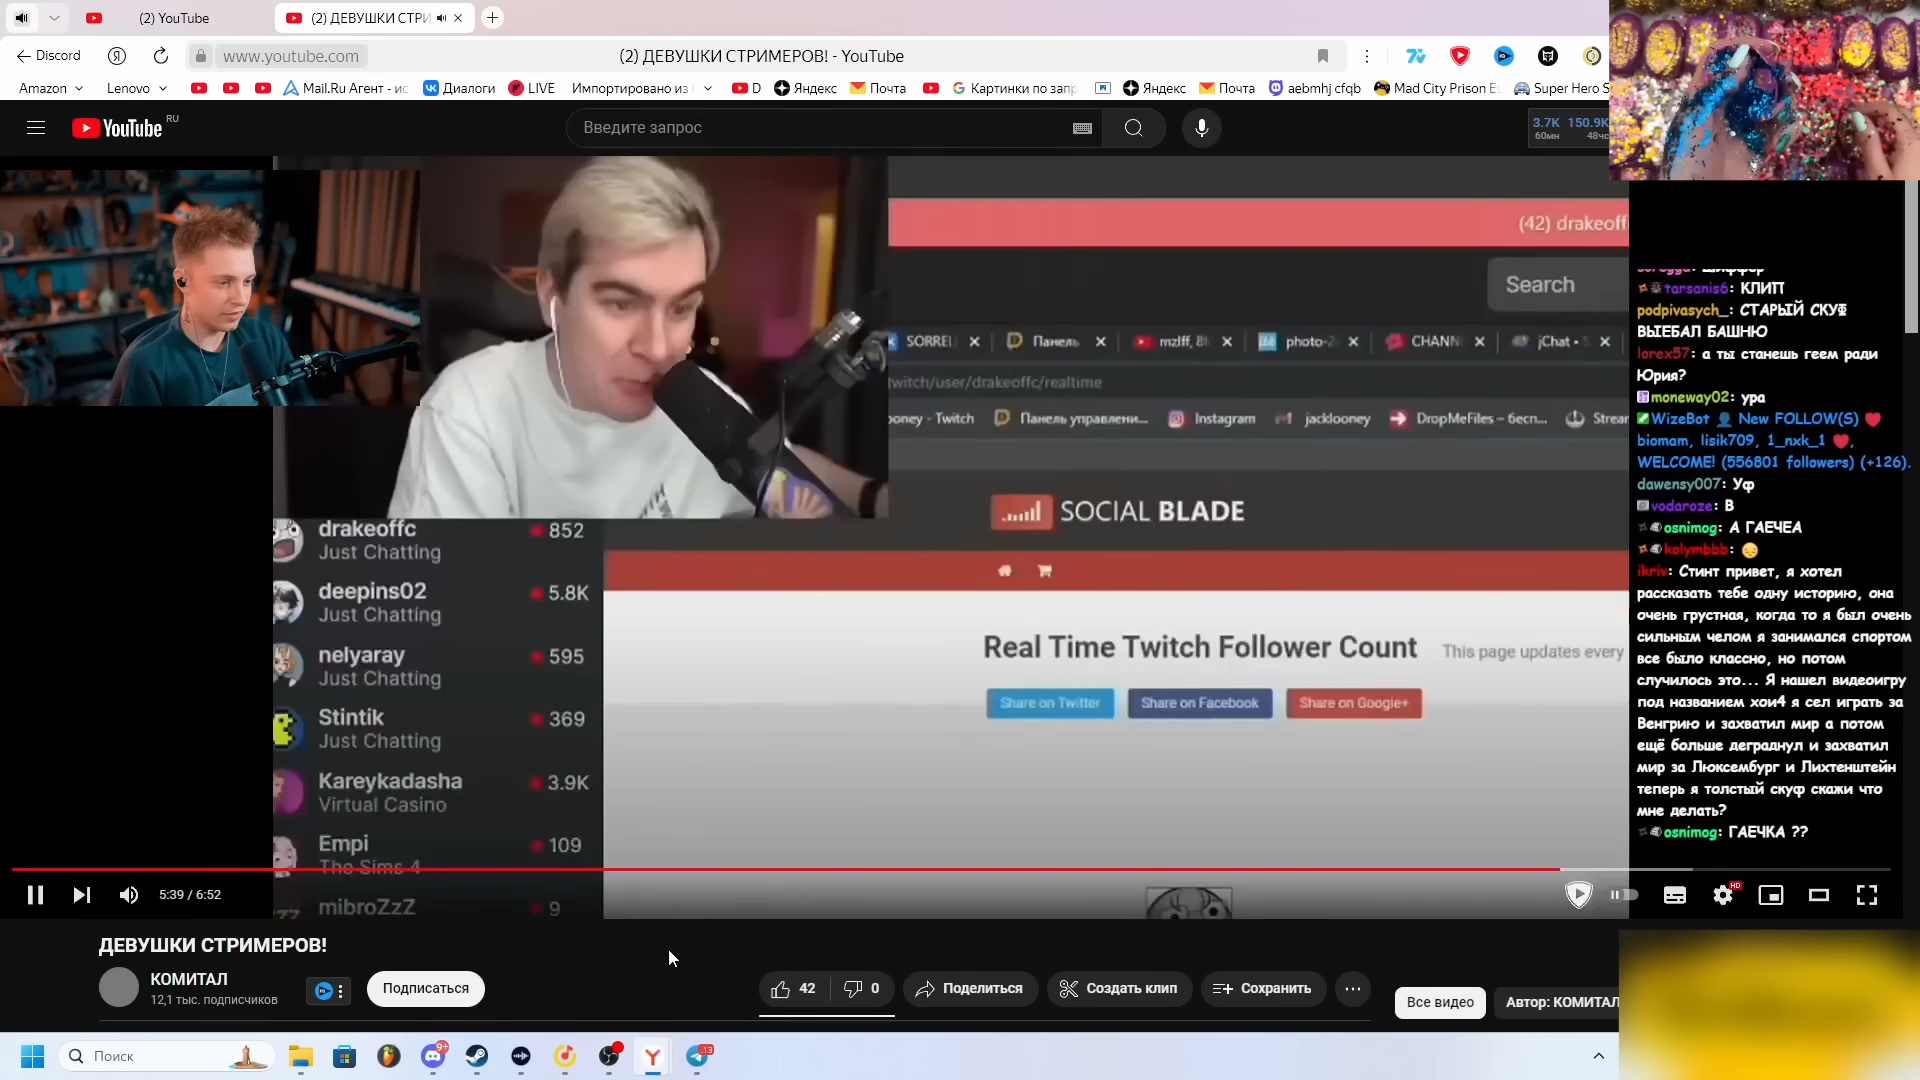 (2) YouTube
(2) ДЕВУШКИ СТРИ
Discord
www.youtube.com
(2) ДЕВУШКИ СТРИМЕРОВ! - YouTube
Amazon
Lenovo
Mail.Ru Агент - ис
Диалоги
LIVE
Импортировано из
D
Яндекс
Почта
Картинки по запр
Яндекс
Почта
aebmhj cfqb
Mad City Prison Es
Super Hero S
YouTube RU
Введите запрос
3.7K 150.9K
60мн 48чс
(42) drakeoff
Search
SORREL
Панель
mzlff, 8
photo-2
CHANN
jChat • S
twitch/user/drakeoffc/realtime
ooney - Twitch
Панель управлени...
Instagram
jacklooney
DropMeFiles – бесп...
Strea
SOCIAL BLADE
drakeoffc 852
Just Chatting
deepins02 5.8K
Just Chatting
nelyaray 595
Just Chatting
Stintik 369
Just Chatting
Kareykadasha 3.9K
Virtual Casino
Empi 109
The Sims 4
mibroZzZ 9
Real Time Twitch Follower Count
This page updates every
Share on Twitter
Share on Facebook
Share on Google+
tarsanis6: КЛИП
podpivasych_: СТАРЫЙ СКУФ
ВЫЕБАЛ БАШНЮ
lorex57: а ты станешь геем ради
Юрия?
moneyway02: ура
WizeBot New FOLLOW(S)
biomam, lisik709, 1_nxk_1 ,
WELCOME! (556801 followers) (+126).
dawensy007: Уф
vodaroze: В
osnimog: А ГАЕЧЕА
kolymbbb:
ikriv: Стинт привет, я хотел
рассказать тебе одну историю, она
очень грустная, когда то я был очень
сильным челом я занимался спортом
все было классно, но потом
случилось это... Я нашел видеоигру
под названием хои4 я сел играть за
Венгрию и захватил мир а потом
ещё больше деграднул и захватил
мир за Люксембург и Лихтенштейн
теперь я толстый скуф скажи что
мне делать?
osnimog: ГАЕЧКА ??
5:39 / 6:52
HD
ДЕВУШКИ СТРИМЕРОВ!
КОМИТАЛ
12,1 тыс. подписчиков
Подписаться
42
0
Поделиться
Создать клип
Сохранить
Все видео
Автор: КОМИТАЛ
Поиск
9+
13